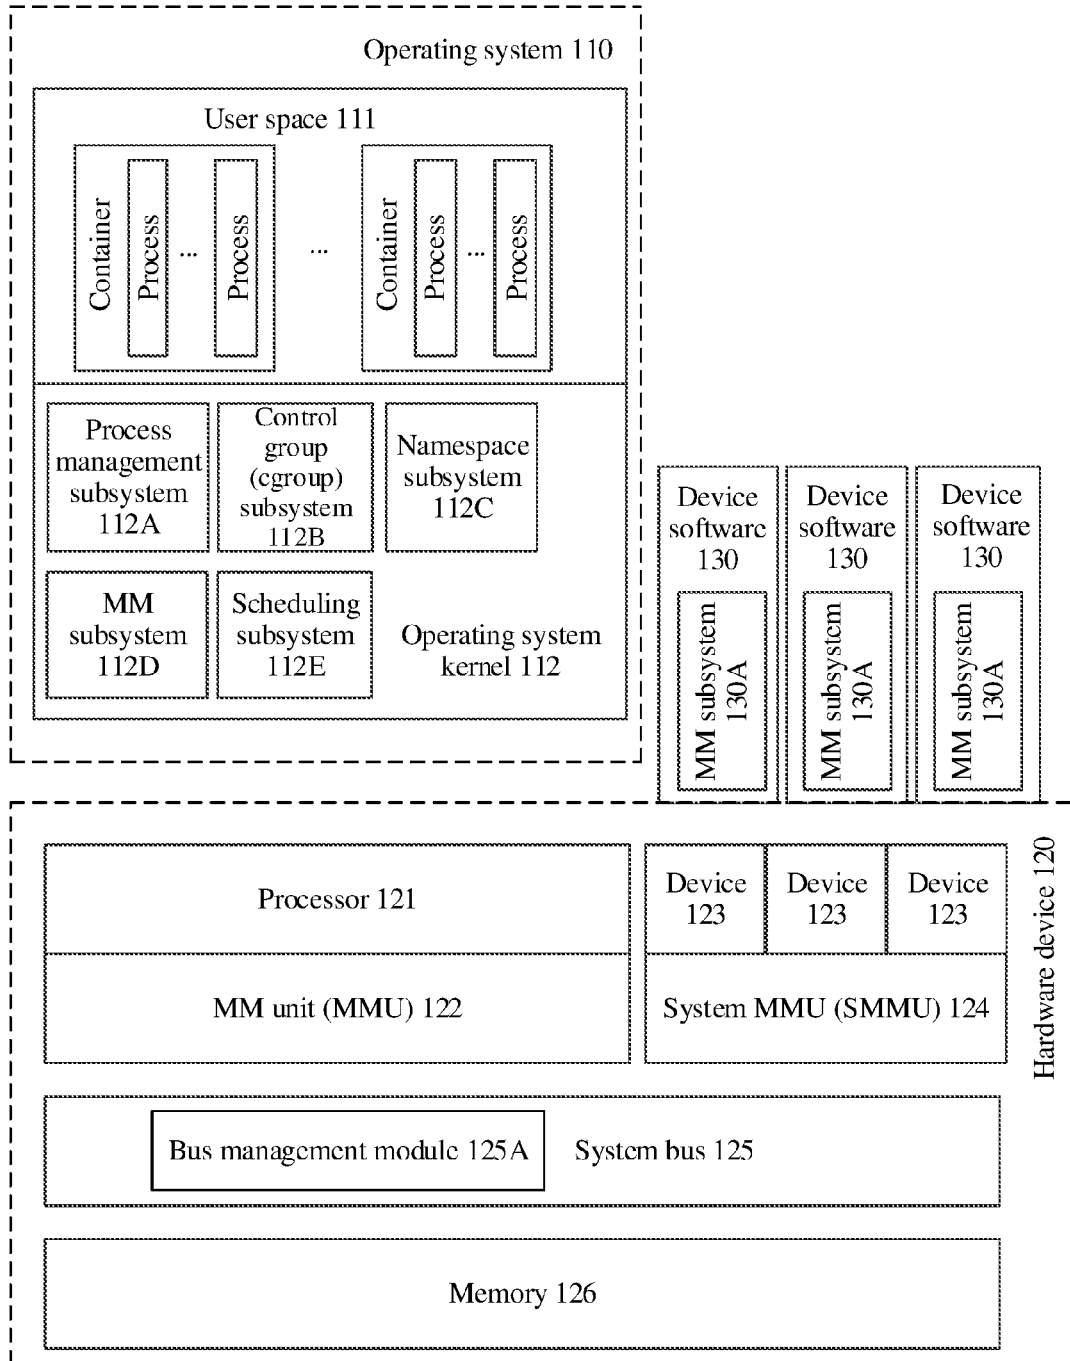 Operating system 110
User space 111
Container
Process
...
Process
...
Container
Process
...
Process
Process
management
subsystem
112A
Control
group
(cgroup)
subsystem
112B
Namespace
subsystem
112C
MM
subsystem
112D
Scheduling
subsystem
112E
Operating system
kernel 112
Device
software
130
MM subsystem
130A
Device
software
130
MM subsystem
130A
Device
software
130
MM subsystem
130A
Hardware device 120
Processor 121
Device
123
Device
123
Device
123
MM unit (MMU) 122
System MMU (SMMU) 124
Bus management module 125A
System bus 125
Memory 126